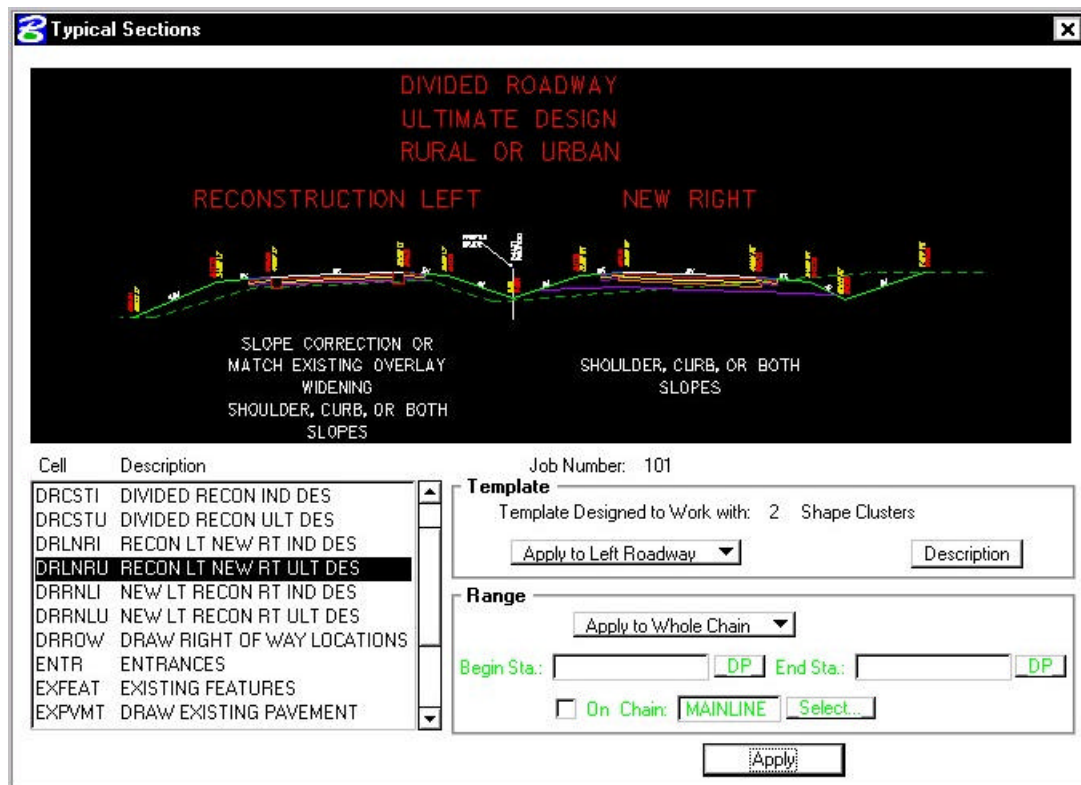 Typical Sections
DIVIDED ROADWAY
ULTIMATE DESIGN
RURAL OR URBAN
RECONSTRUCTION LEFT NEW RIGHT
SLOPE CORRECTION OR
MATCH EXISTING OVERLAY
WIDENING
SHOULDER, CURB, OR BOTH
SLOPES
SHOULDER, CURB, OR BOTH
SLOPES
Cell Description
DRCSTI DIVIDED RECON IND DES
DRCSTU DIVIDED RECON ULT DES
DRLNRI RECON LT NEW RT IND DES
DRLNRU RECON LT NEW RT ULT DES
DRRNLI NEW LT RECON RT IND DES
DRRNLU NEW LT RECON RT ULT DES
DRROW DRAW RIGHT OF WAY LOCATIONS
ENTR ENTRANCES
EXFEAT EXISTING FEATURES
EXPVMT DRAW EXISTING PAVEMENT
Job Number: 101
Template
Template Designed to Work with: 2 Shape Clusters
Apply to Left Roadway Description
Range
Apply to Whole Chain
Begin Sta.: DP End Sta.: DP
On Chain: MAINLINE Select...
Apply